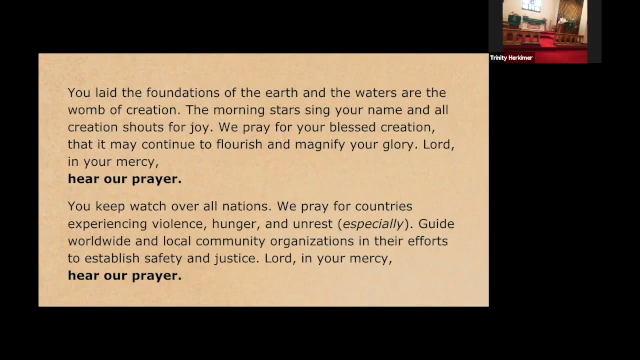 Trinity Herkimer
You laid the foundations of the earth and the waters are the
womb of creation. The morning stars sing your name and all
creation shouts for joy. We pray for your blessed creation,
that it may continue to flourish and magnify your glory. Lord,
in your mercy,
hear our prayer.
You keep watch over all nations. We pray for countries
experiencing violence, hunger, and unrest (especially). Guide
worldwide and local community organizations in their efforts
to establish safety and justice. Lord, in your mercy,
hear our prayer.